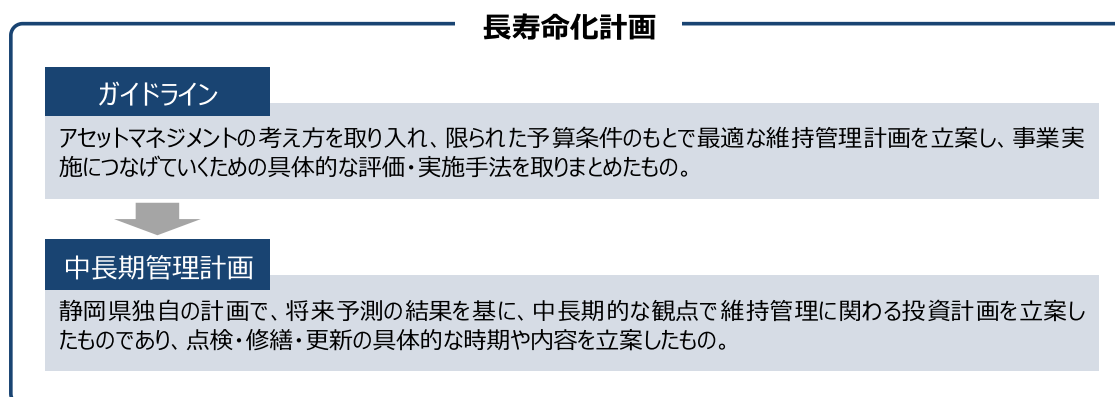 長寿命化計画
ガイドライン
アセットマネジメントの考え方を取り入れ、限られた予算条件のもとで最適な維持管理計画を立案し、事業実
施につなげていくための具体的な評価・実施手法を取りまとめたもの。
中長期管理計画
静岡県独自の計画で、将来予測の結果を基に、中長期的な観点で維持管理に関わる投資計画を立案し
たものであり、点検・修繕・更新の具体的な時期や内容を立案したもの。